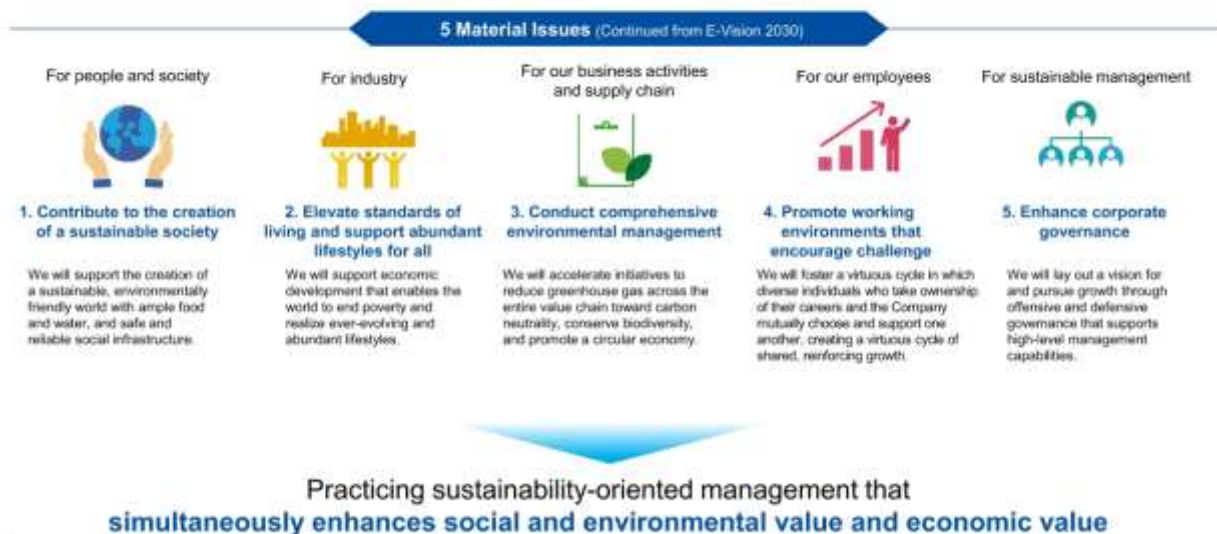 5 Material Issues (Continued from E-Vision 2030)
For people and society
1. Contribute to the creation
of a sustainable society
We will support the creation of
a sustainable, environmentally
friendly world with ample food
and water, and safe and
reliable social infrastructure.
For industry
2. Elevate standards of
living and support abundant
lifestyles for all
We will support economic
development that enables the
world to end poverty and
realize ever-evolving and
abundant lifestyles.
For our business activities
and supply chain
3. Conduct comprehensive
environmental management
We will accelerate initiatives to
reduce greenhouse gas across the
entire value chain toward carbon
neutrality, conserve biodiversity,
and promote a circular economy.
For our employees
4. Promote working
environments that
encourage challenge
We will foster a virtuous cycle in which
diverse individuals who take ownership
of their careers and the Company
mutually choose and support one
another, creating a virtuous cycle of
shared, reinforcing growth.
For sustainable management
5. Enhance corporate
governance
We will lay out a vision for
and pursue growth through
offensive and defensive
governance that supports
high-level management
capabilities.
Practicing sustainability-oriented management that
simultaneously enhances social and environmental value and economic value